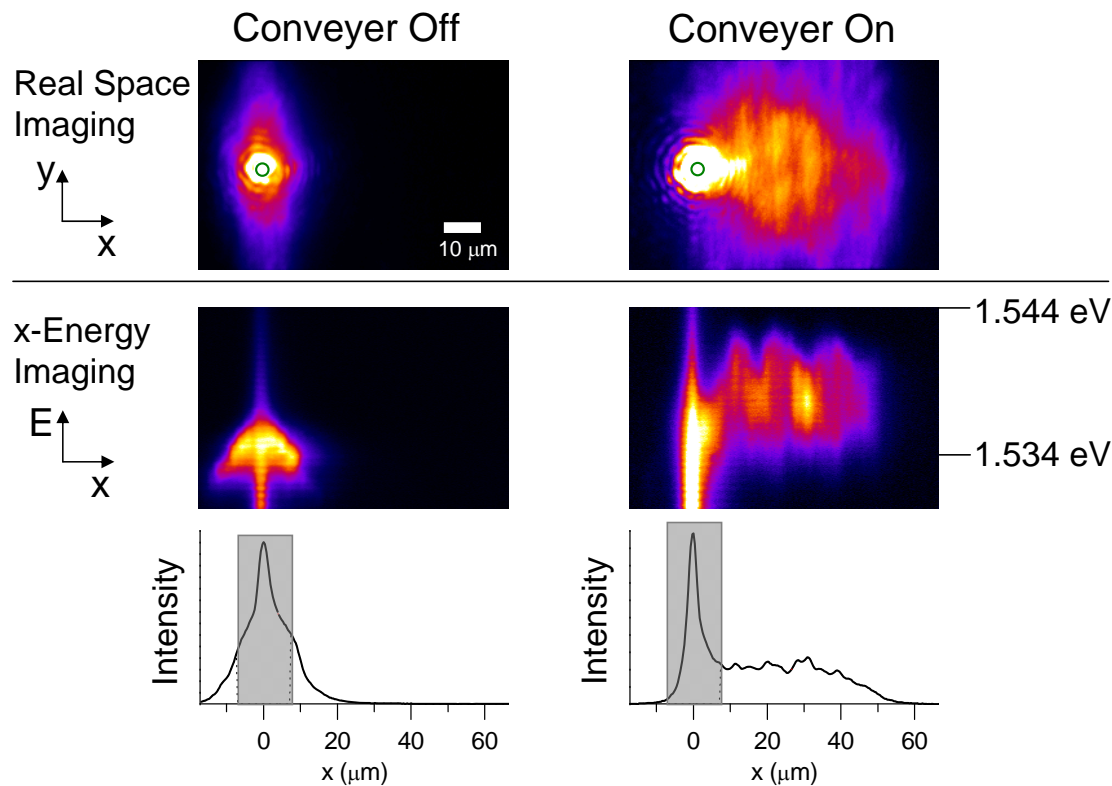 Conveyer Off
Conveyer On
Real Space
Imaging
y
x
10 μm
x-Energy
Imaging
E
x
1.544 eV
1.534 eV
Intensity
0 20 40 60
x (μm)
Intensity
0 20 40 60
x (μm)